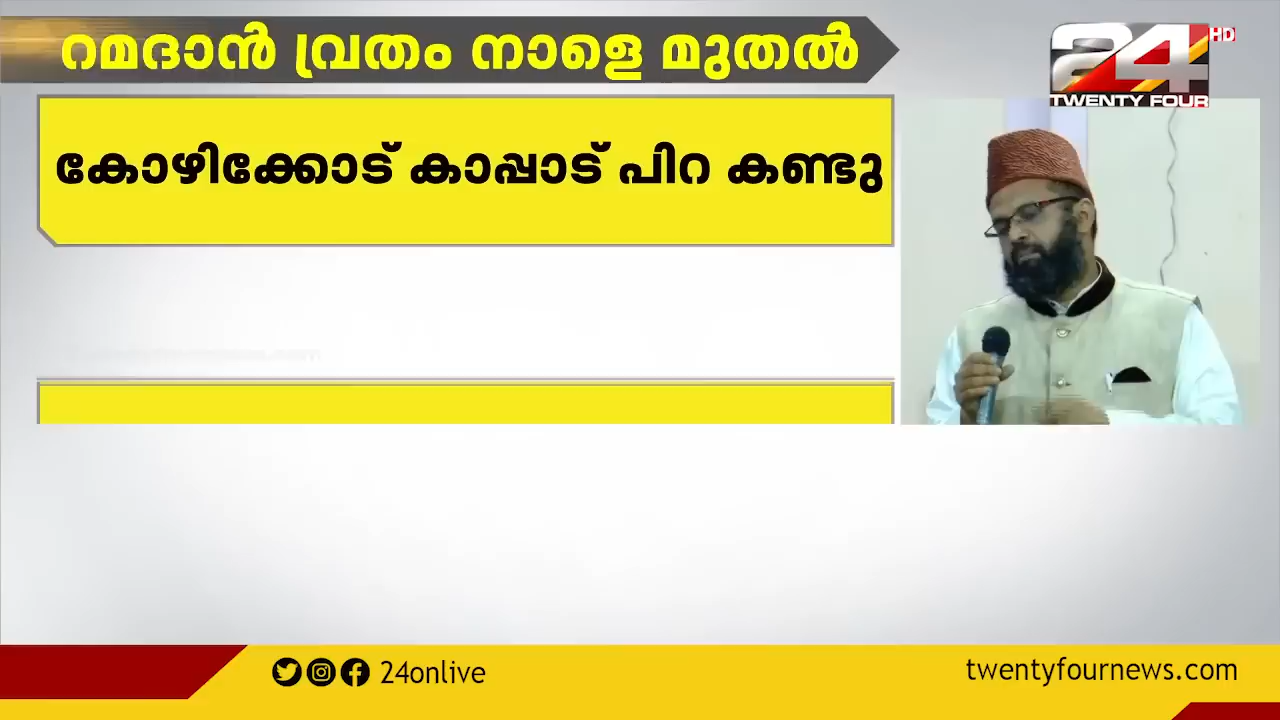 റമദാൻ വ്രതം നാളെ മുതൽ
24 HD
TWENTY FOUR
കോഴിക്കോട് കാപ്പാട് പിറ കണ്ടു
24onlive
twentyfournews.com